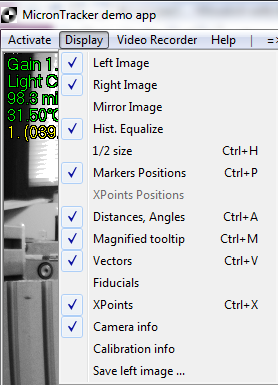 MicronTracker demo app
Activate Display Video Recorder Help | =>
Gain 1.
Light C
98.3 mi
31.50°C
1. (039.
Left Image
Right Image
Mirror Image
Hist. Equalize
1/2 size Ctrl+H
Markers Positions Ctrl+P
XPoints Positions
Distances, Angles Ctrl+A
Magnified tooltip Ctrl+M
Vectors Ctrl+V
Fiducials
XPoints Ctrl+X
Camera info
Calibration info
Save left image ...